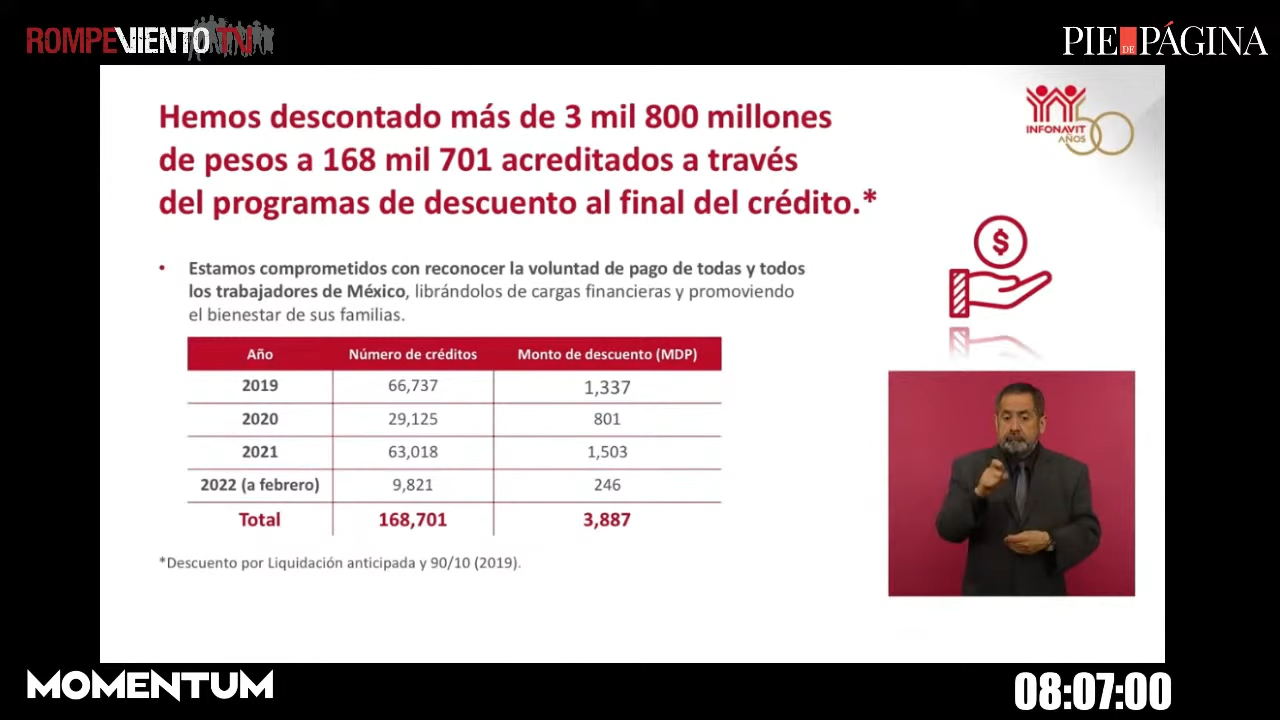 ROMPEVIENTO TV
PIE DE PÁGINA
Hemos descontado más de 3 mil 800 millones
de pesos a 168 mil 701 acreditados a través
del programas de descuento al final del crédito.*
INFONAVIT
50
AÑOS
$
• Estamos comprometidos con reconocer la voluntad de pago de todas y todos
los trabajadores de México, librándolos de cargas financieras y promoviendo
el bienestar de sus familias.
Año Número de créditos Monto de descuento (MDP)
2019 66,737 1,337
2020 29,125 801
2021 63,018 1,503
2022 (a febrero) 9,821 246
Total 168,701 3,887
*Descuento por Liquidación anticipada y 90/10 (2019).
MOMENTUM
08:07:00